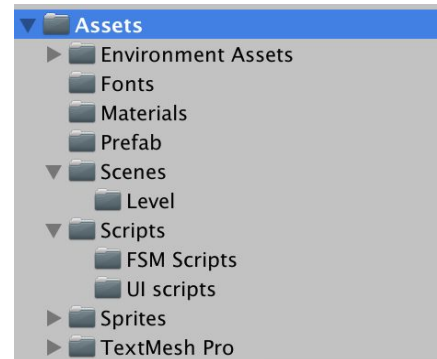 Assets
Environment Assets
Fonts
Materials
Prefab
Scenes
Level
Scripts
FSM Scripts
UI scripts
Sprites
TextMesh Pro